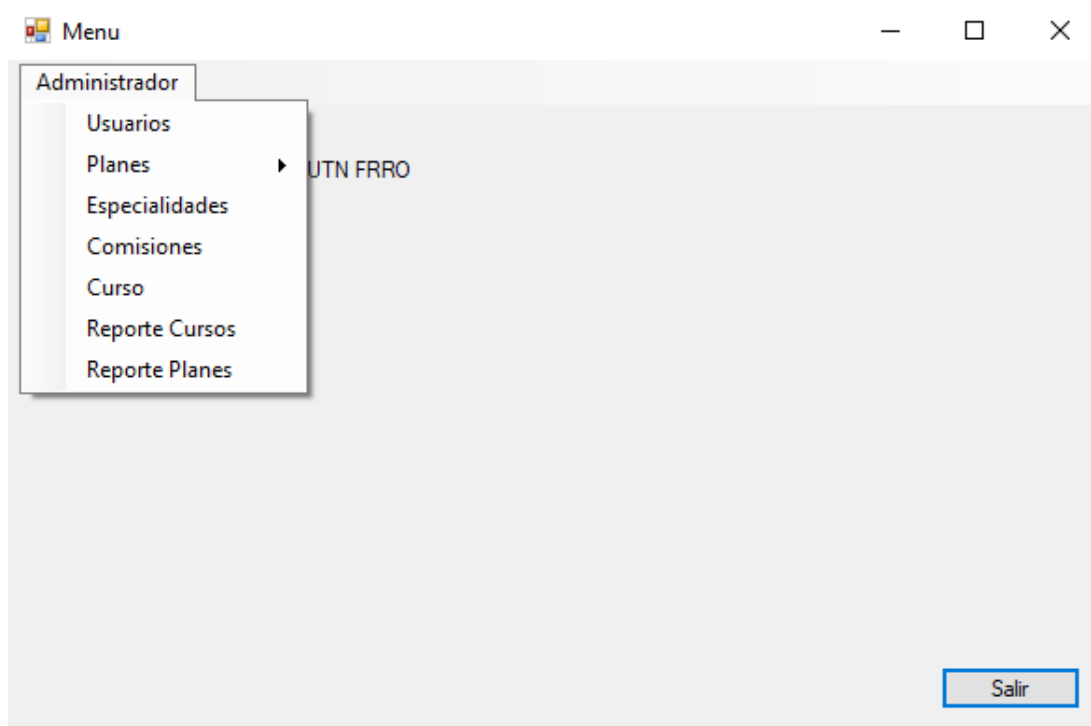 Menu
Administrador
Usuarios
Planes
UTN FRRO
Especialidades
Comisiones
Curso
Reporte Cursos
Reporte Planes
Salir